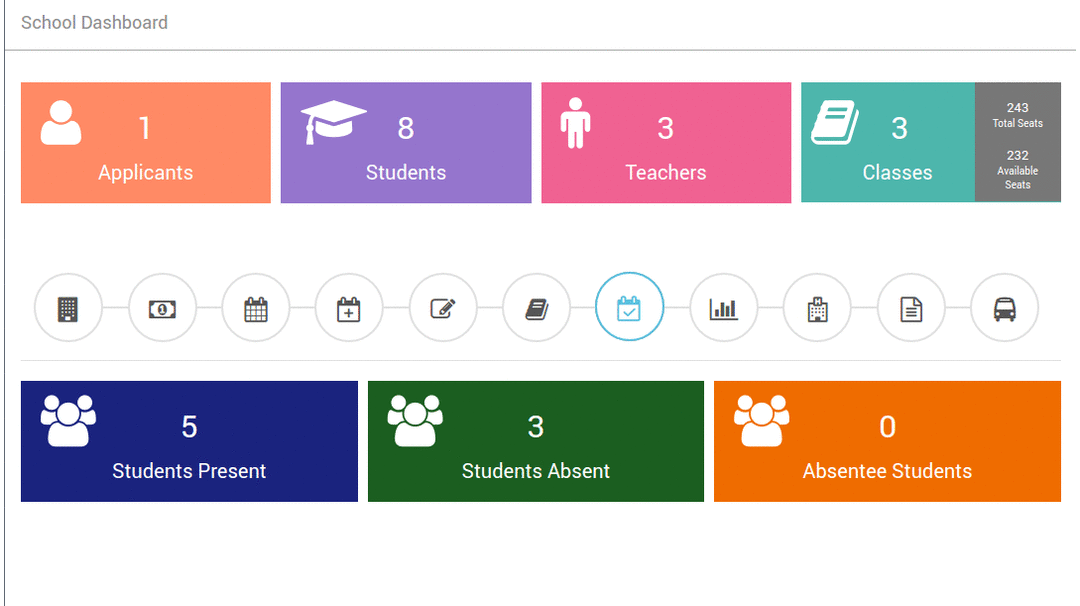 School Dashboard
1
Applicants
8
Students
3
Teachers
3
Classes
243
Total Seats
232
Available
Seats
5
Students Present
3
Students Absent
0
Absentee Students